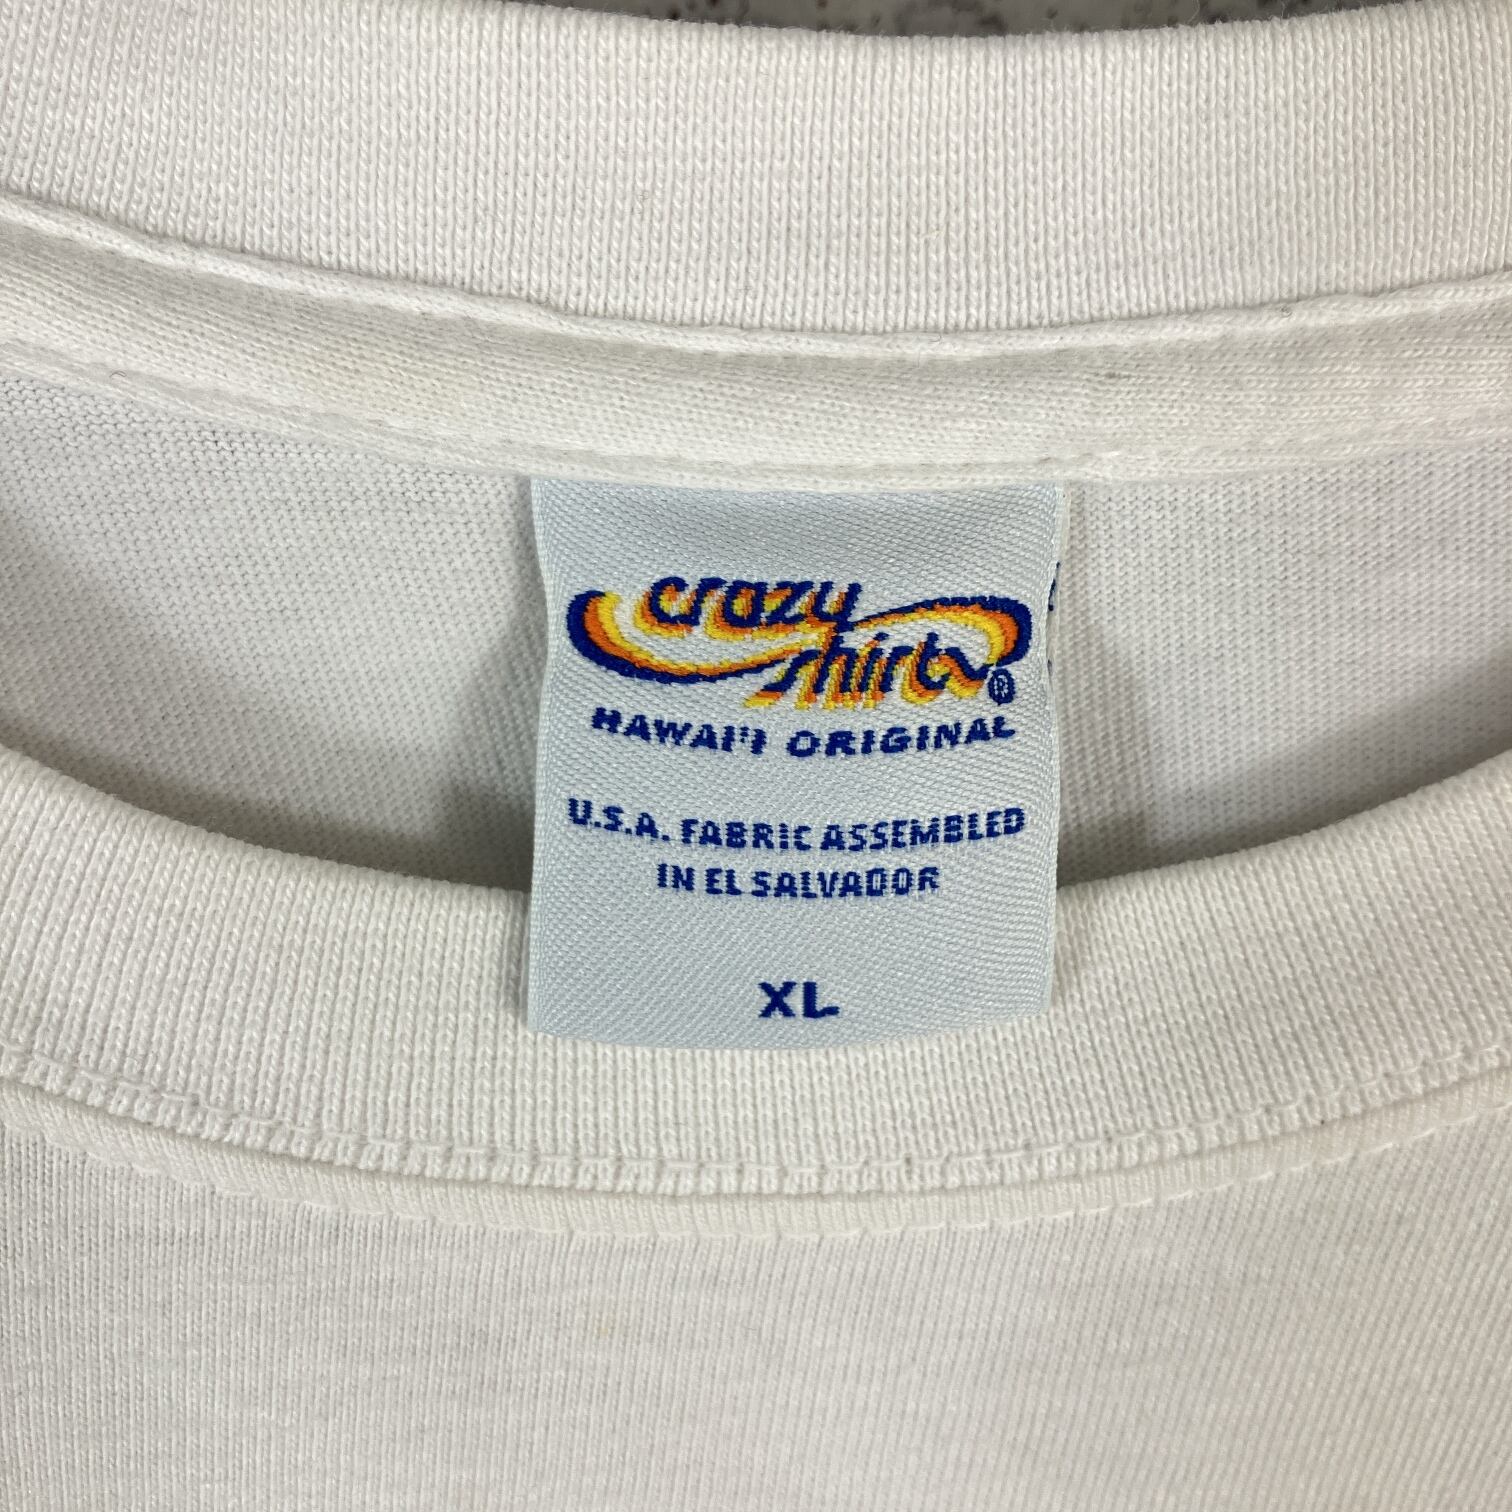 crazy
shirts®
HAWAI'I ORIGINAL
U.S.A. FABRIC ASSEMBLED
IN EL SALVADOR
XL